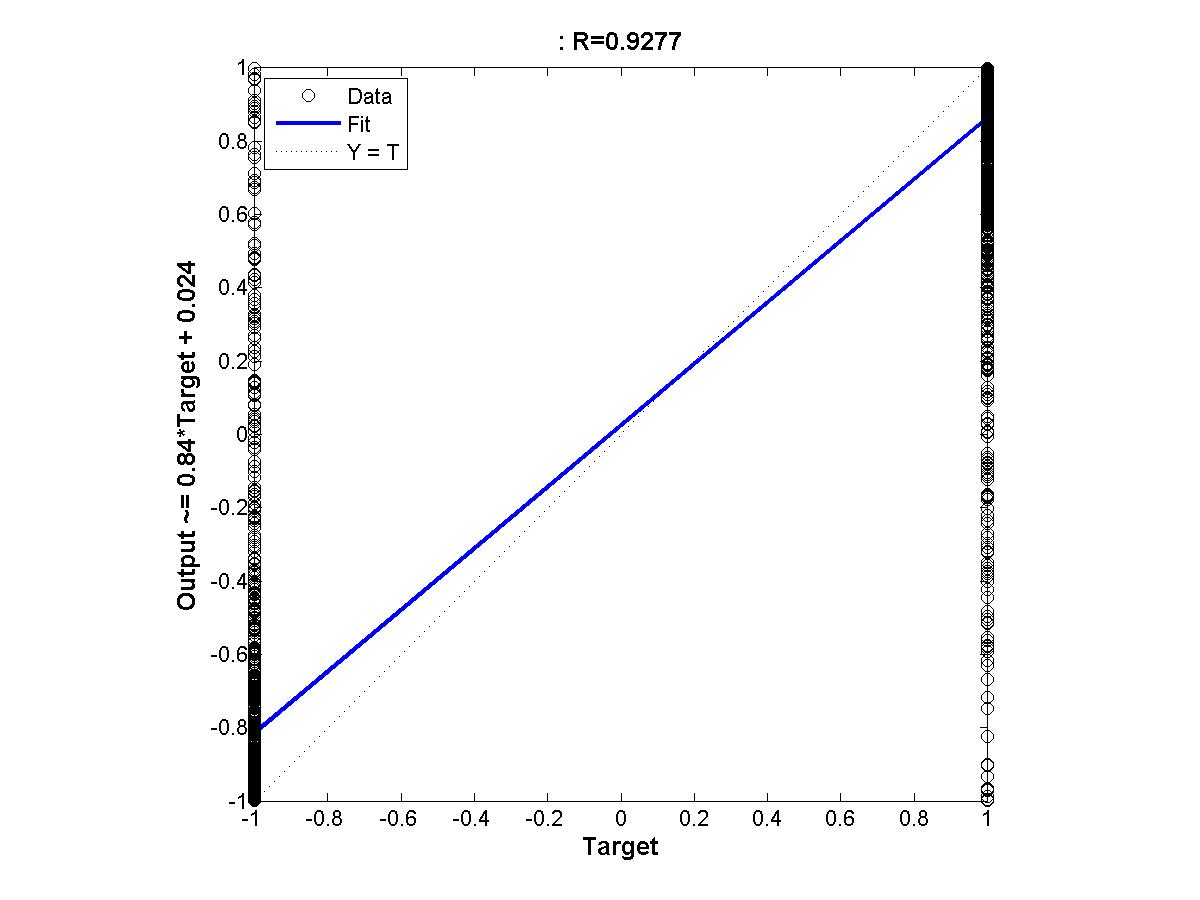 : R=0.9277
Data
Fit
Y = T
1
0.8
0.6
0.4
0.2
0
-0.2
-0.4
-0.6
-0.8
-1
Output ~= 0.84*Target + 0.024
-1 -0.8 -0.6 -0.4 -0.2 0 0.2 0.4 0.6 0.8 1
Target